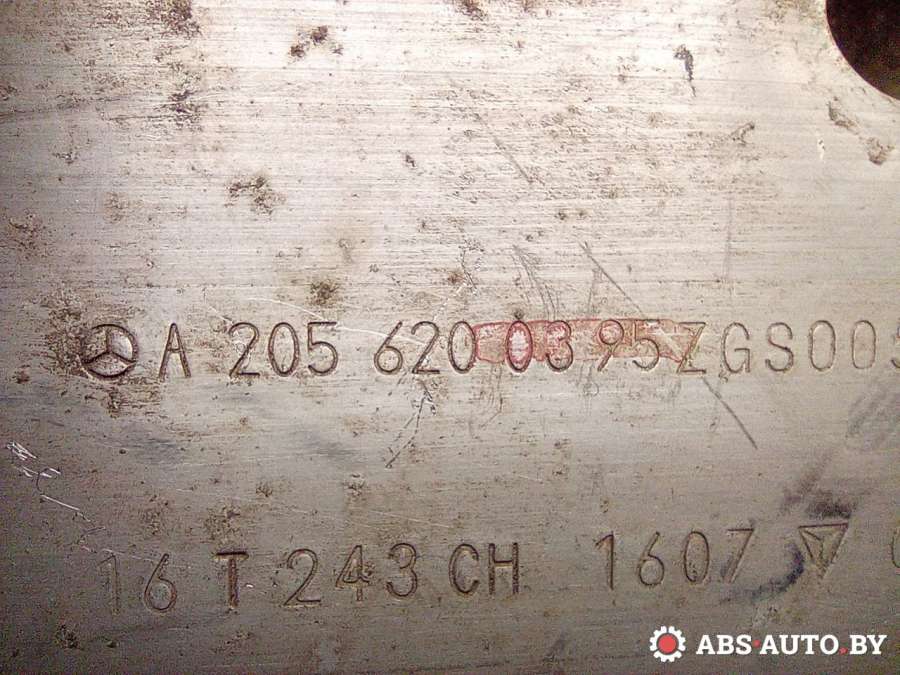 A 205 620 03 95 ZGS00
16 T 243 CH 1607
ABS-AUTO.BY